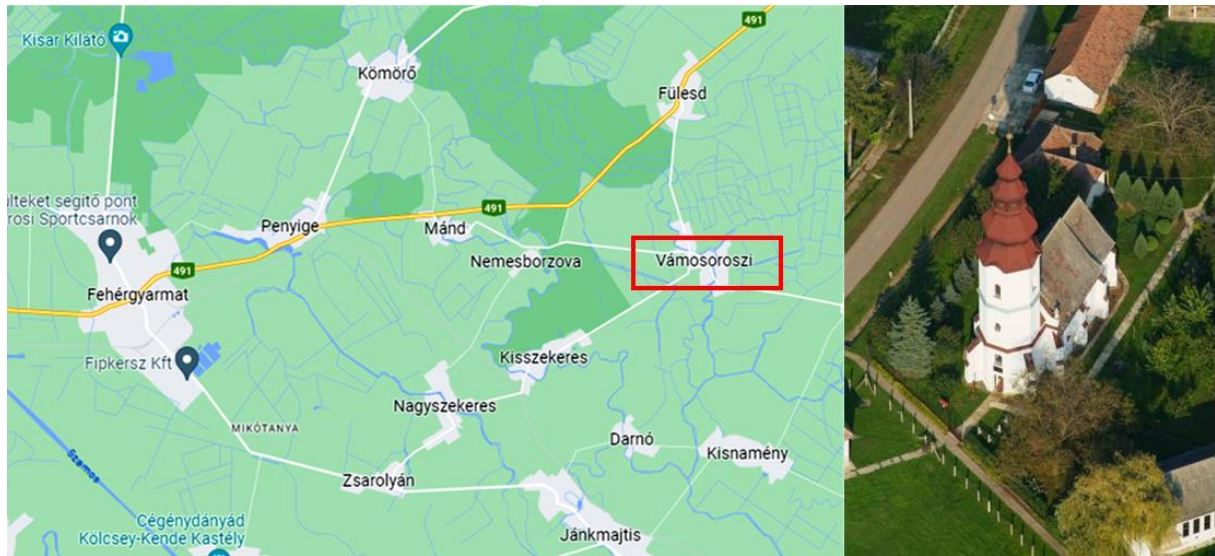 Kisar Kilátó
491
Kömörő
Fülesd
ülteket segítő pont
rosi Sportcsarnok
Penyige
Mánd
491
Nemesborzova
Vámosoroszi
491
Fehérgyarmat
Fipkersz Kft
Kisszekeres
Nagyszekeres
MIKÓTANYA
Darnó
Kisnamény
Szamos
Zsarolyán
Cégénydányád
Kölcsey-Kende Kastély
Jánkmajtis